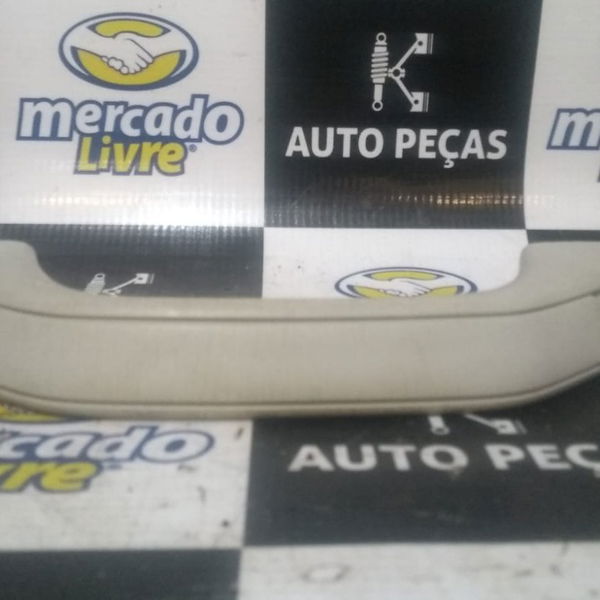 mercado
Livre®
AUTO PEÇAS
m
cado
vre®
AUTO PEÇ